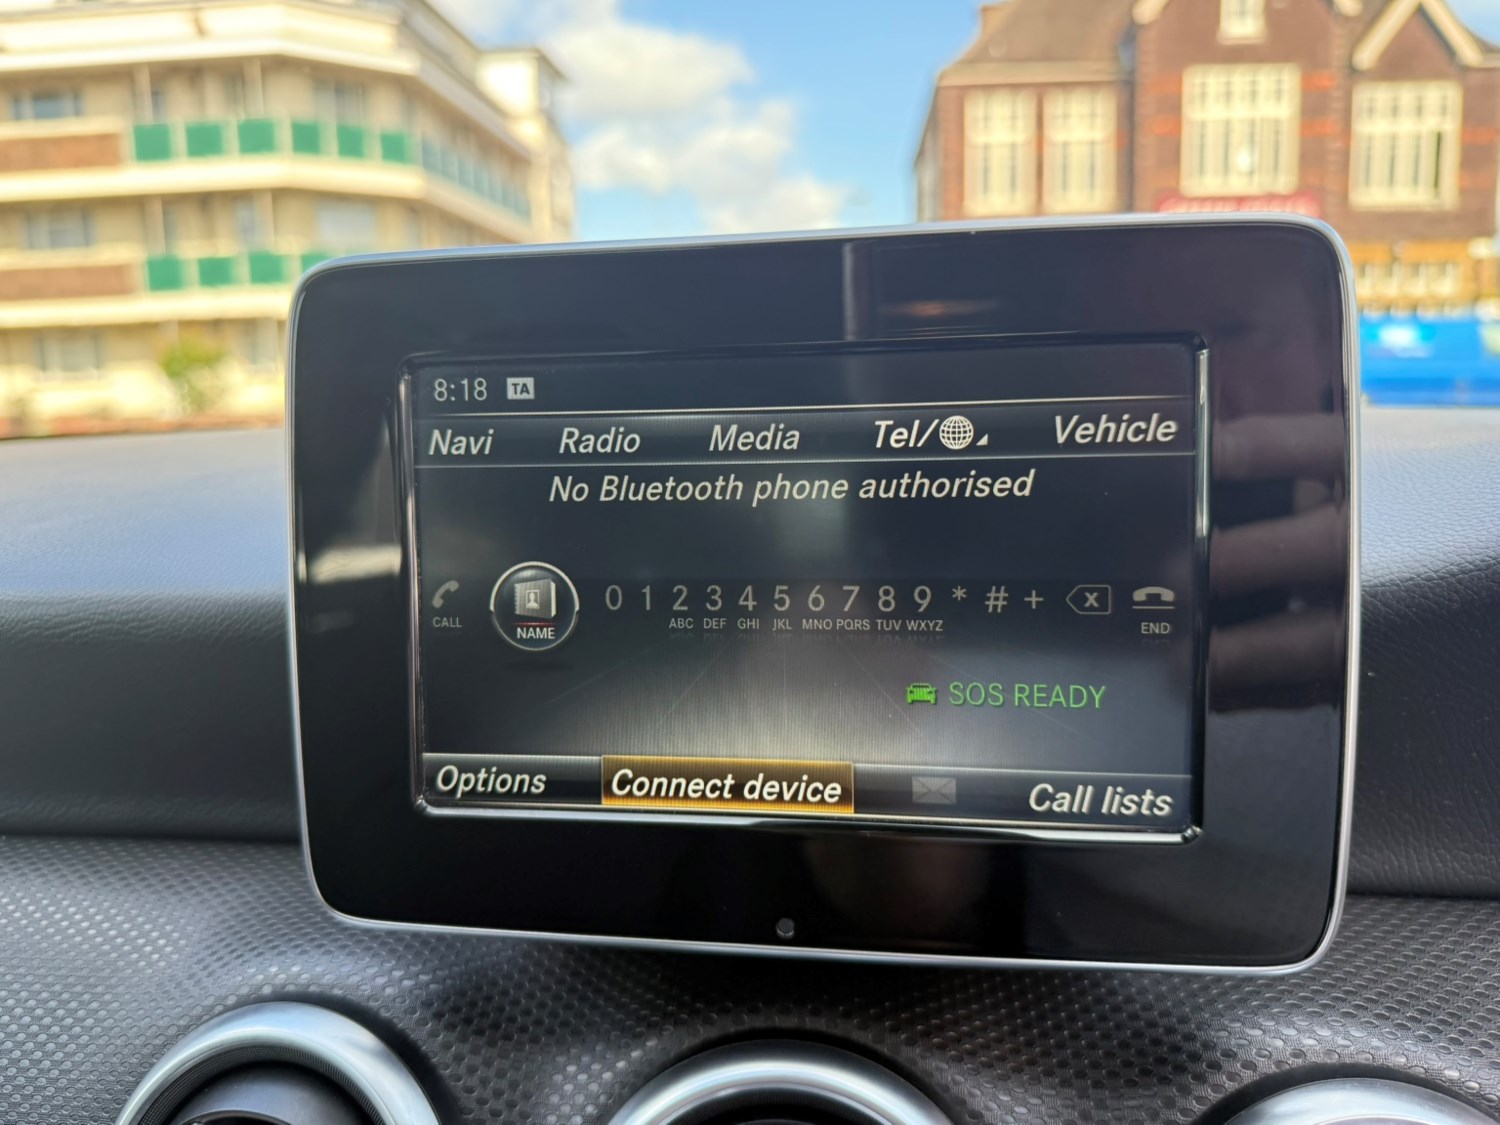 8:18 TA
Navi Radio Media Tel/ Vehicle
No Bluetooth phone authorised
0 1 2 3 4 5 6 7 8 9 * # + x
CALL NAME ABC DEF GHI JKL MNO PQRS TUV WXYZ END
SOS READY
Options Connect device Call lists